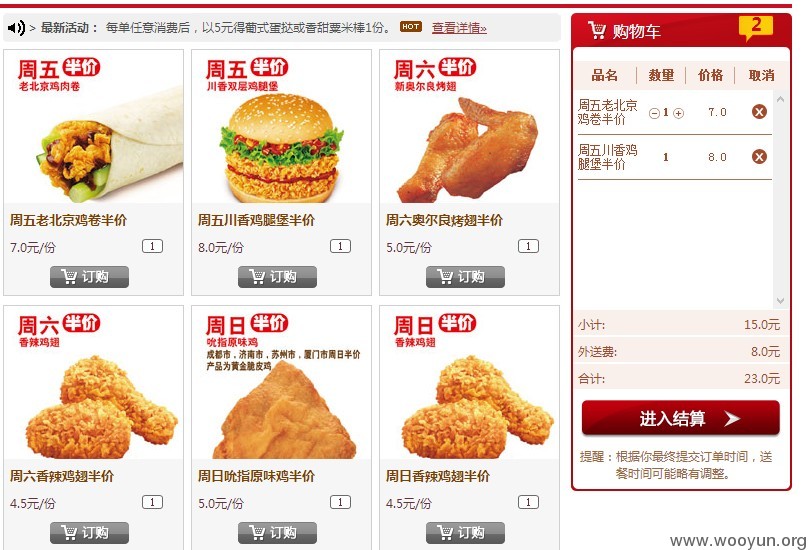 > 最新活动： 每单任意消费后，以5元得葡式蛋挞或香甜粟米棒1份。 HOT 查看详情»
周五半价
老北京鸡肉卷
周五老北京鸡卷半价
7.0元/份 1
订购
周五半价
川香双层鸡腿堡
周五川香鸡腿堡半价
8.0元/份 1
订购
周六半价
新奥尔良烤翅
周六奥尔良烤翅半价
5.0元/份 1
订购
周六半价
香辣鸡翅
周六香辣鸡翅半价
4.5元/份 1
订购
周日半价
吮指原味鸡
成都市，济南市，苏州市，厦门市周日半价
产品为黄金脆皮鸡
周日吮指原味鸡半价
5.0元/份 1
订购
周日半价
香辣鸡翅
周日香辣鸡翅半价
4.5元/份 1
订购
购物车 2
品名 数量 价格 取消
周五老北京
鸡卷半价 1 7.0
周五川香鸡
腿堡半价 1 8.0
小计: 15.0元
外送费: 8.0元
合计: 23.0元
进入结算
提醒：根据你最终提交订单时间，送
餐时间可能略有调整。
www.wooyun.org